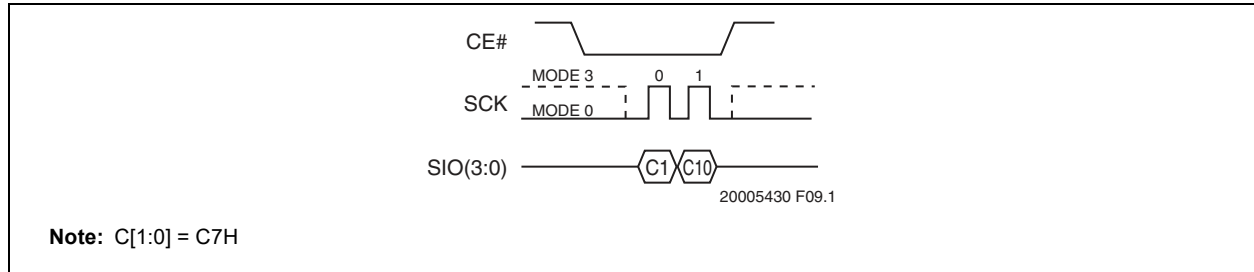 CE#
MODE 3 0 1
SCK
MODE 0
SIO(3:0) C1 C10
20005430 F09.1
Note: C[1:0] = C7H